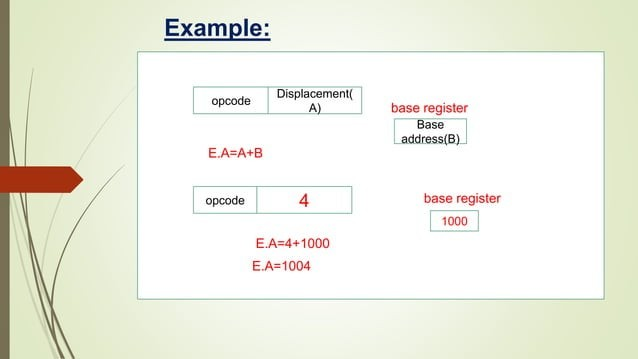 Example:
opcode
Displacement(
A)
base register
Base
address(B)
E.A=A+B
opcode
4
base register
1000
E.A=4+1000
E.A=1004